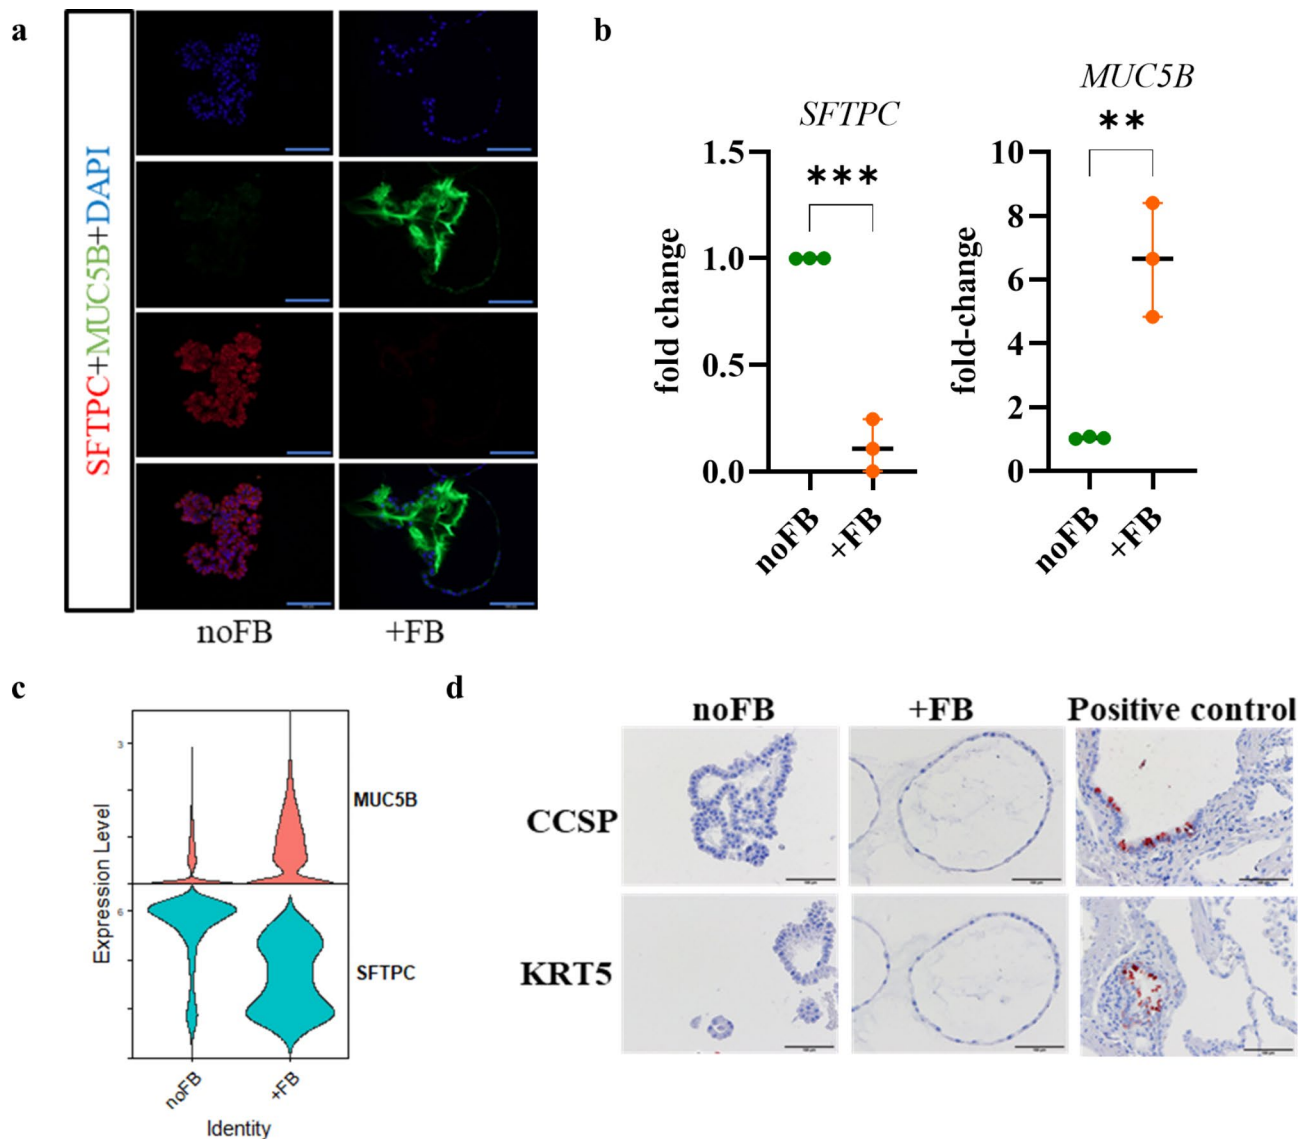 a
SFTPC+MUC5B+DAPI
noFB
+FB
b
SFTPC
***
fold change
1.5
1.0
0.5
0.0
noFB
+FB
MUC5B
**
fold-change
10
8
6
4
2
0
noFB
+FB
c
Expression Level
3
6
MUC5B
SFTPC
noFB
+FB
Identity
d
noFB
+FB
Positive control
CCSP
KRT5